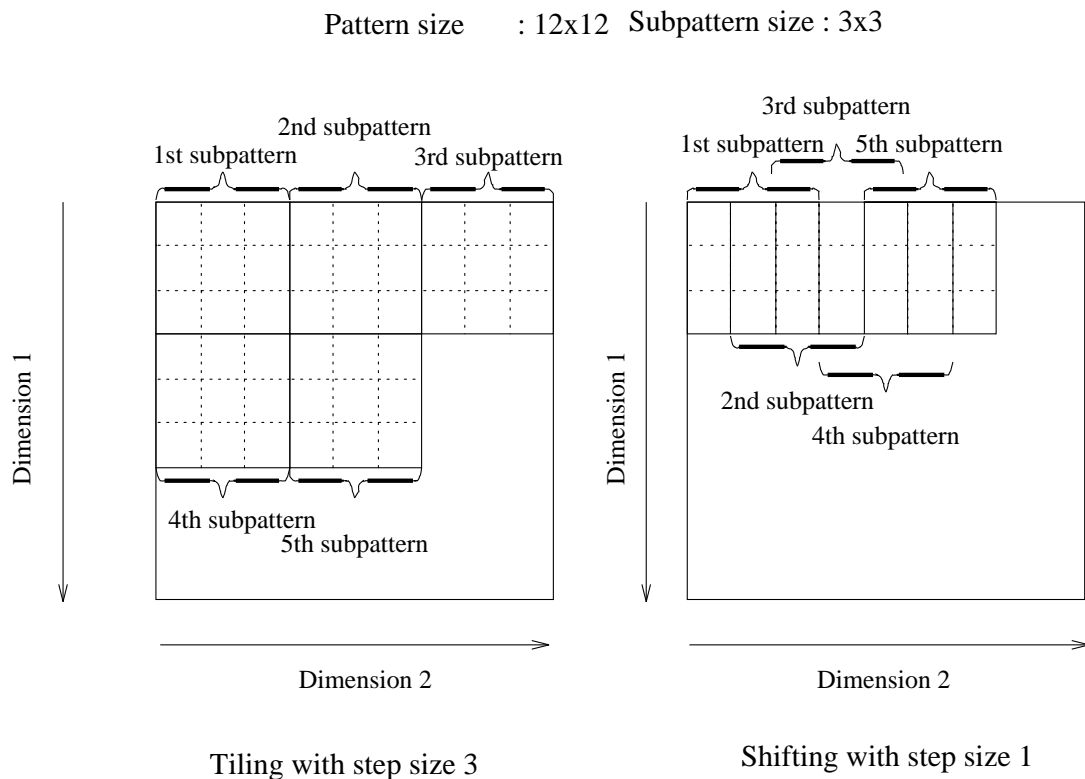 Pattern size : 12x12 Subpattern size : 3x3
2nd subpattern
1st subpattern
3rd subpattern
4th subpattern
5th subpattern
Dimension 1
Dimension 2
Tiling with step size 3
3rd subpattern
1st subpattern
5th subpattern
2nd subpattern
4th subpattern
Dimension 1
Dimension 2
Shifting with step size 1